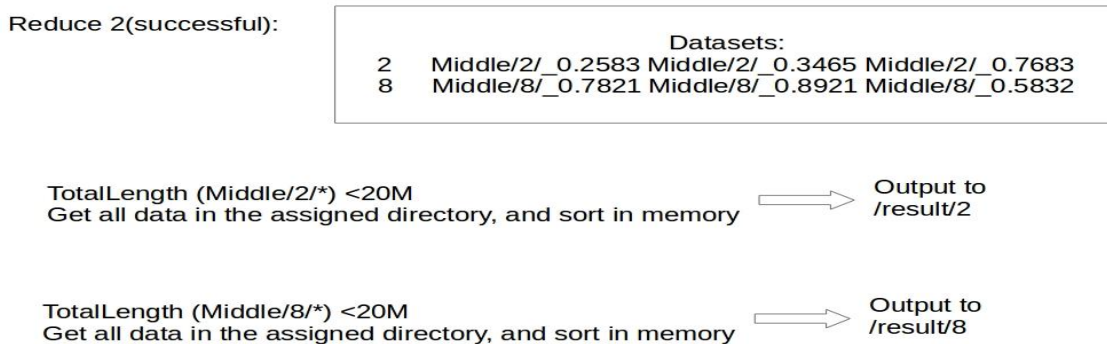 Reduce 2(successful):
Datasets:
2 Middle/2/_0.2583 Middle/2/_0.3465 Middle/2/_0.7683
8 Middle/8/_0.7821 Middle/8/_0.8921 Middle/8/_0.5832
TotalLength (Middle/2/*) <20M
Get all data in the assigned directory, and sort in memory
Output to
/result/2
TotalLength (Middle/8/*) <20M
Get all data in the assigned directory, and sort in memory
Output to
/result/8